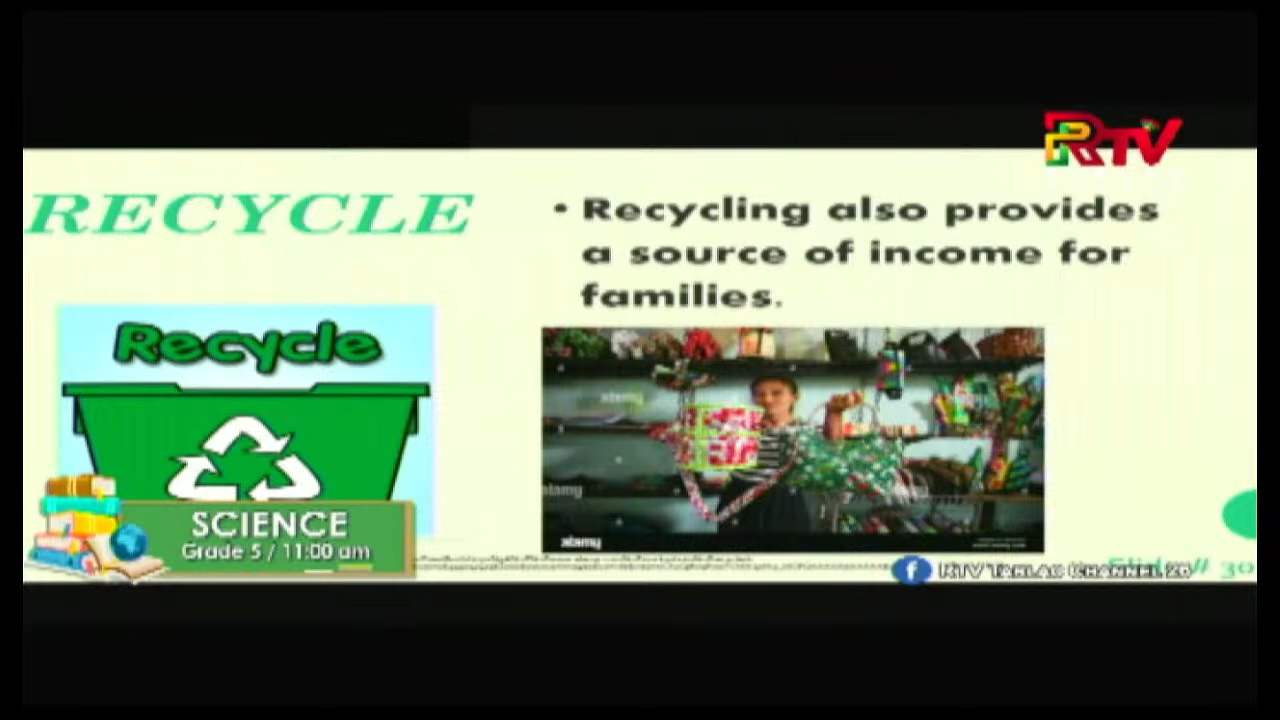 RTV
RECYCLE
• Recycling also provides
a source of income for
families.
Recycle
alamy
alamy
alamy
SCIENCE
Grade 5 / 11:00 am
RTV TARLAC CHANNEL 26
30